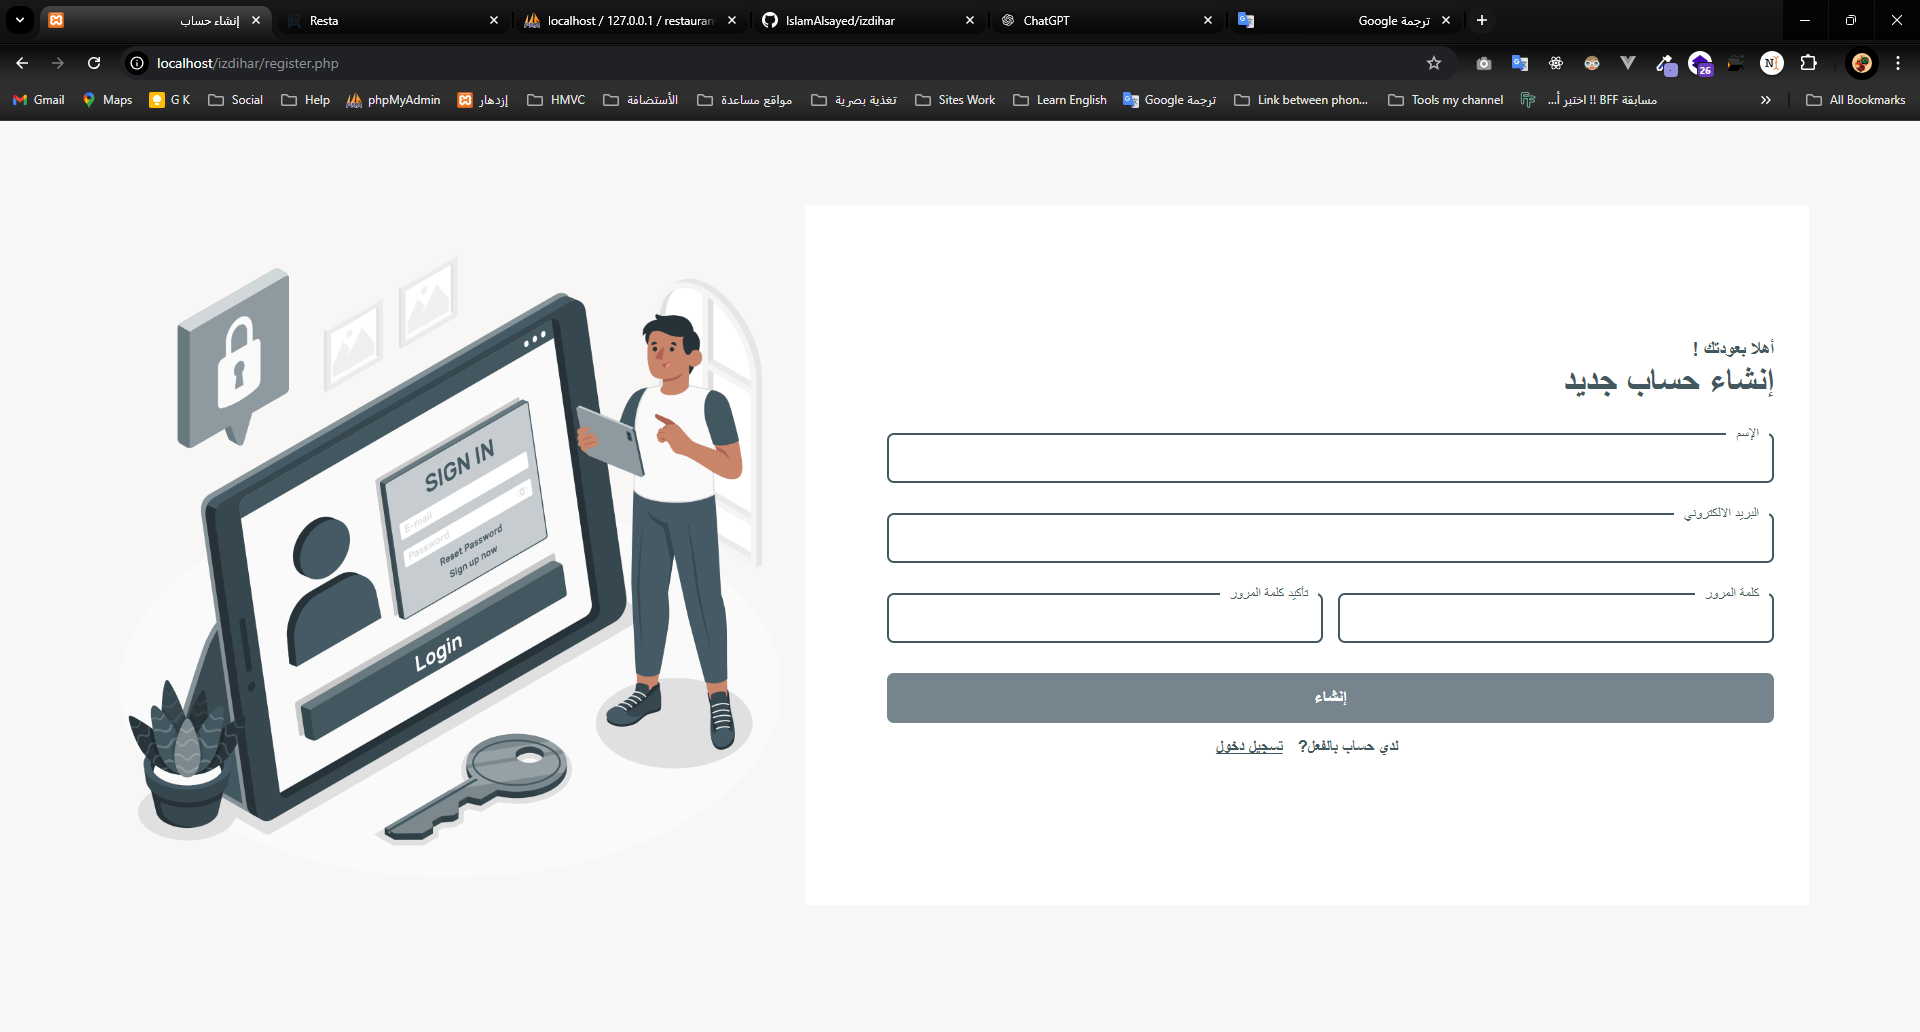 إنشاء حساب
Resta
localhost / 127.0.0.1 / restauran
IslamAlsayed/izdihar
ChatGPT
ترجمة Google
localhost/izdihar/register.php
26
Gmail
Maps
G K
Social
Help
phpMyAdmin
إزدهار
HMVC
الأستضافة
مواقع مساعدة
تغذية بصرية
Sites Work
Learn English
ترجمة Google
Link between phon...
Tools my channel
مسابقة BFF !! اختبر أ...
All Bookmarks
أهلا بعودتك !
إنشاء حساب جديد
الإسم
البريد الالكتروني
كلمة المرور
تأكيد كلمة المرور
إنشاء
لدي حساب بالفعل? تسجيل دخول
SIGN IN
E-mail
Password
Reset Password
Sign up now
Login